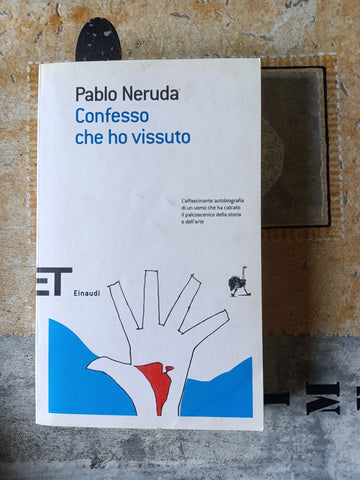 Pablo Neruda
Confesso
che ho vissuto
L'affascinante autobiografia
di un uomo che ha calcato
il palcoscenico della storia
e dell'arte
ET
Einaudi
M